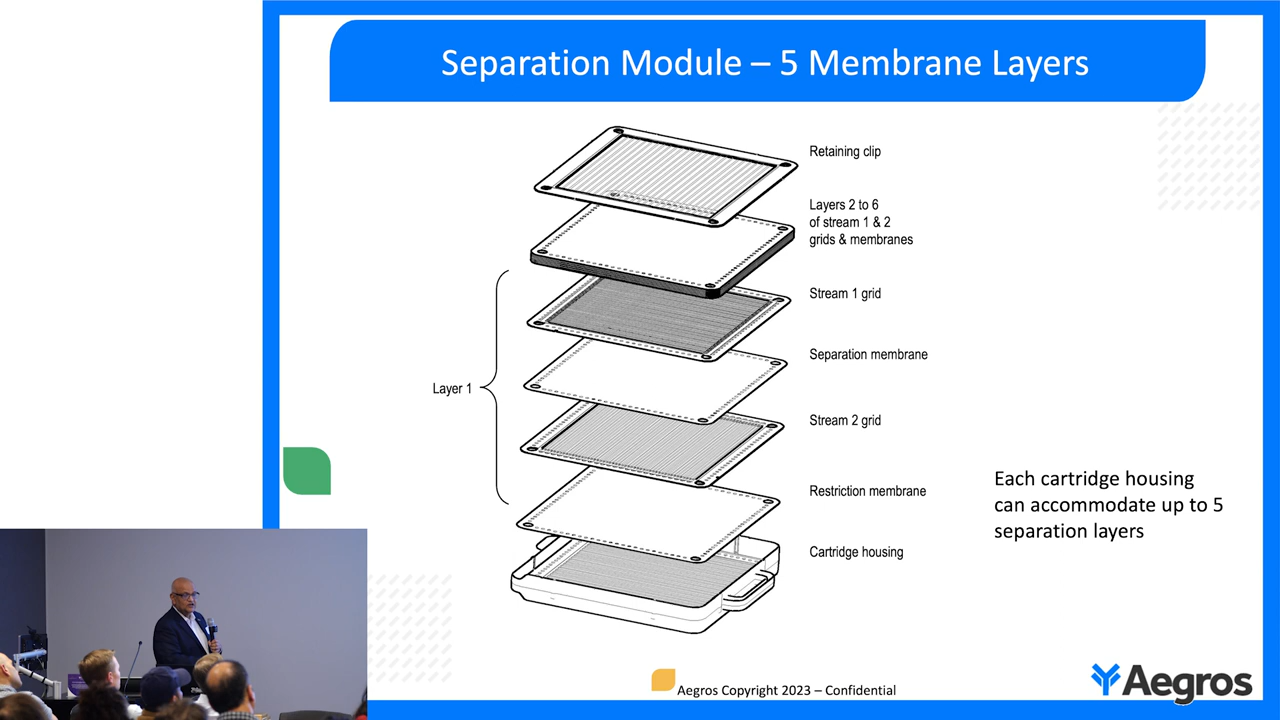 Separation Module – 5 Membrane Layers
Retaining clip
Layers 2 to 6
of stream 1 & 2
grids & membranes
Stream 1 grid
Separation membrane
Layer 1
Stream 2 grid
Restriction membrane
Cartridge housing
Each cartridge housing
can accommodate up to 5
separation layers
Aegros Copyright 2023 – Confidential
Aegros